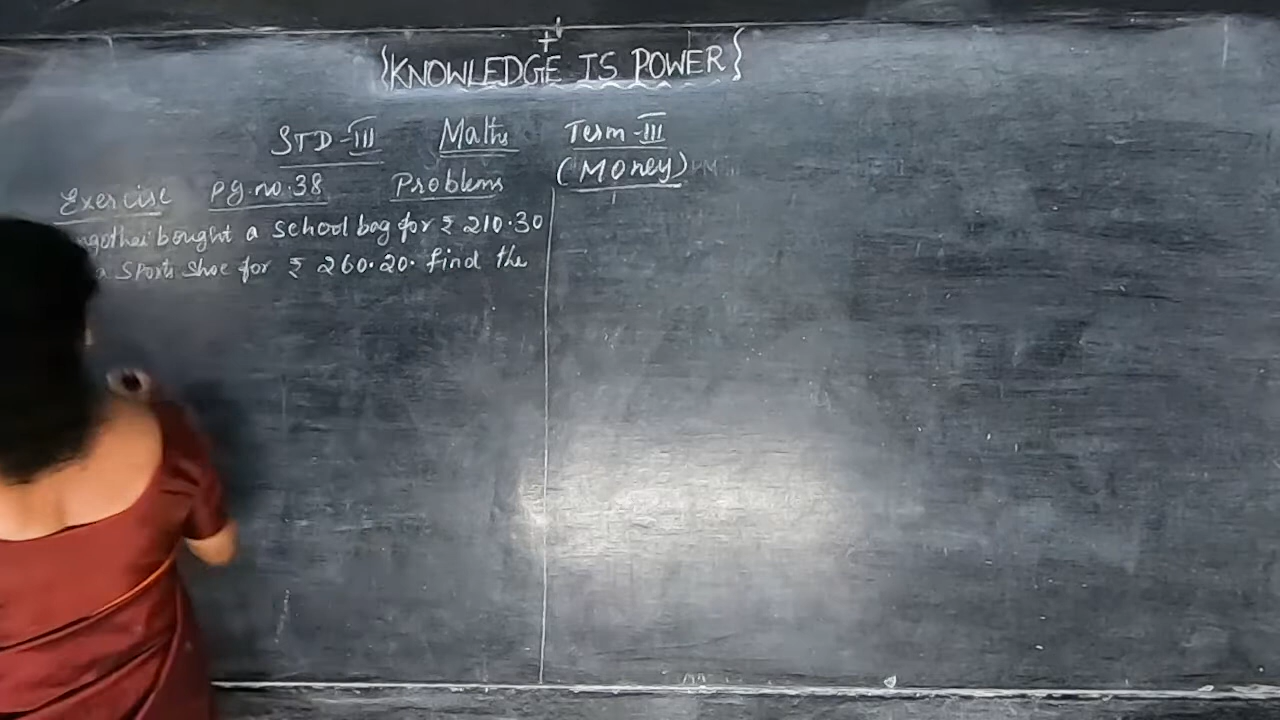 {KNOWLEDGE IS POWER}
STD-III Maths Term-III
(Money)
Exercise pg.no.38 Problems
bought a school bag for ₹ 210.30
a sports shoe for ₹ 260.20. find the